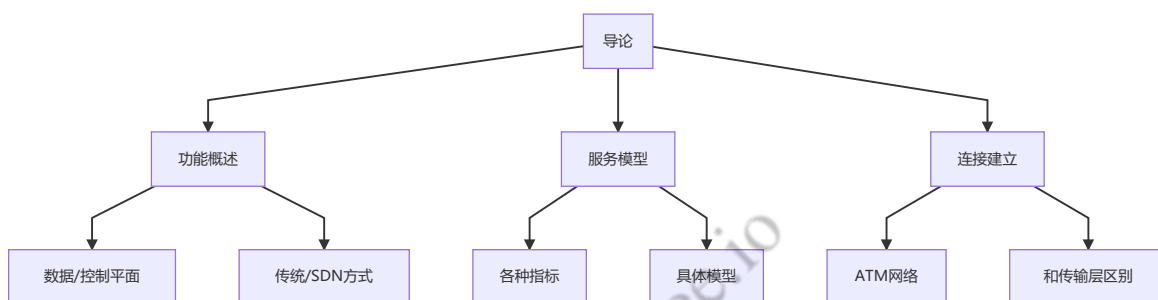 导论
功能概述
服务模型
连接建立
数据/控制平面
传统/SDN方式
各种指标
具体模型
ATM网络
和传输层区别